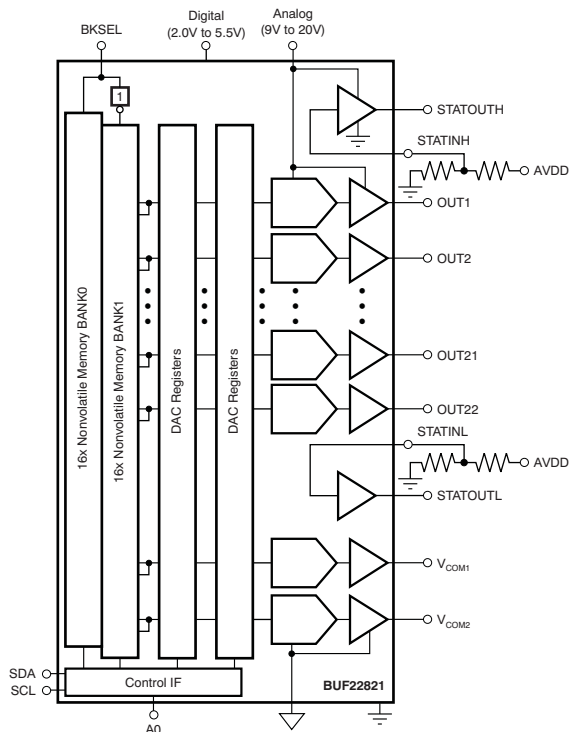 BKSEL
Digital
(2.0V to 5.5V)
Analog
(9V to 20V)
1
STATOUTH
STATINH
AVDD
OUT1
OUT2
OUT21
OUT22
STATINL
AVDD
STATOUTL
VCOM1
VCOM2
16x Nonvolatile Memory BANK0
16x Nonvolatile Memory BANK1
DAC Registers
DAC Registers
SDA
SCL
Control IF
BUF22821
A0